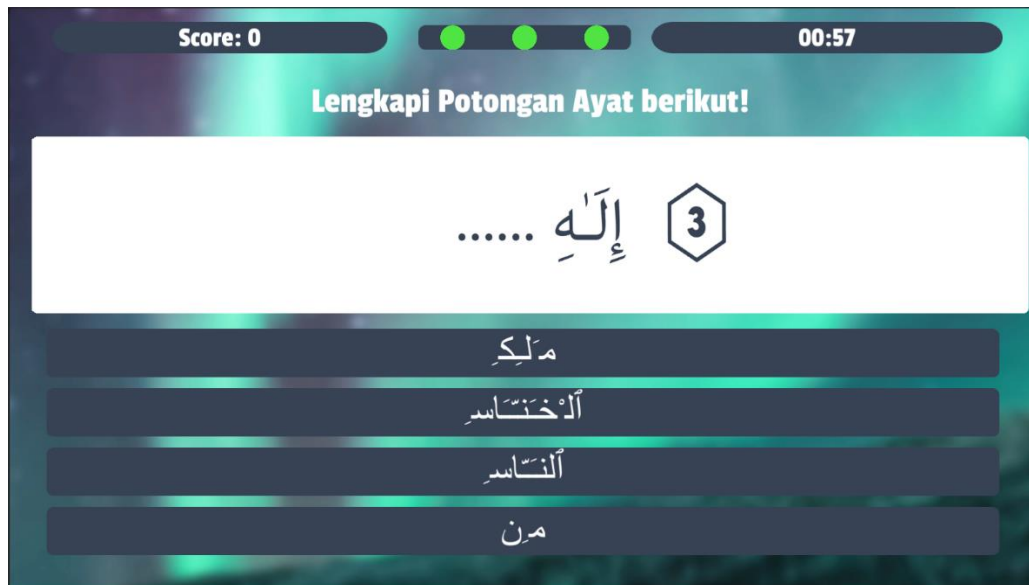 Score: 0
00:57
Lengkapi Potongan Ayat berikut!
3 إِلَـٰهِ ......
مَلِكِ
ٱلْخَنَّاسِ
ٱلنَّاسِ
مِن